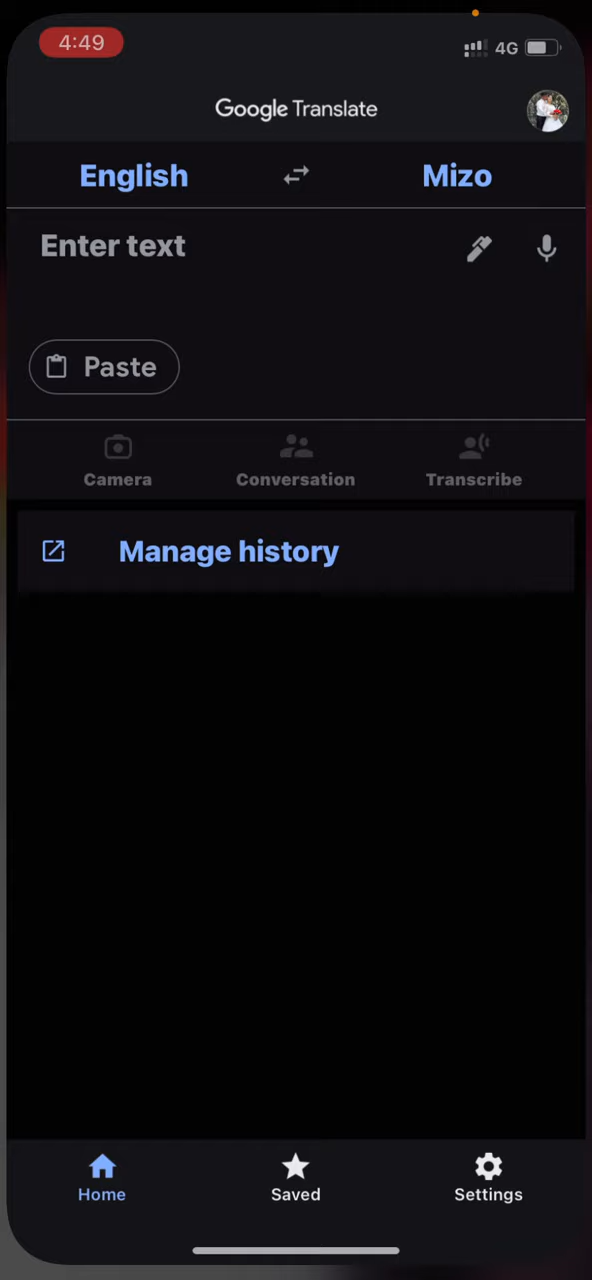 4:49
4G
Google Translate
English Mizo
Enter text
Paste
Camera Conversation Transcribe
Manage history
Home Saved Settings